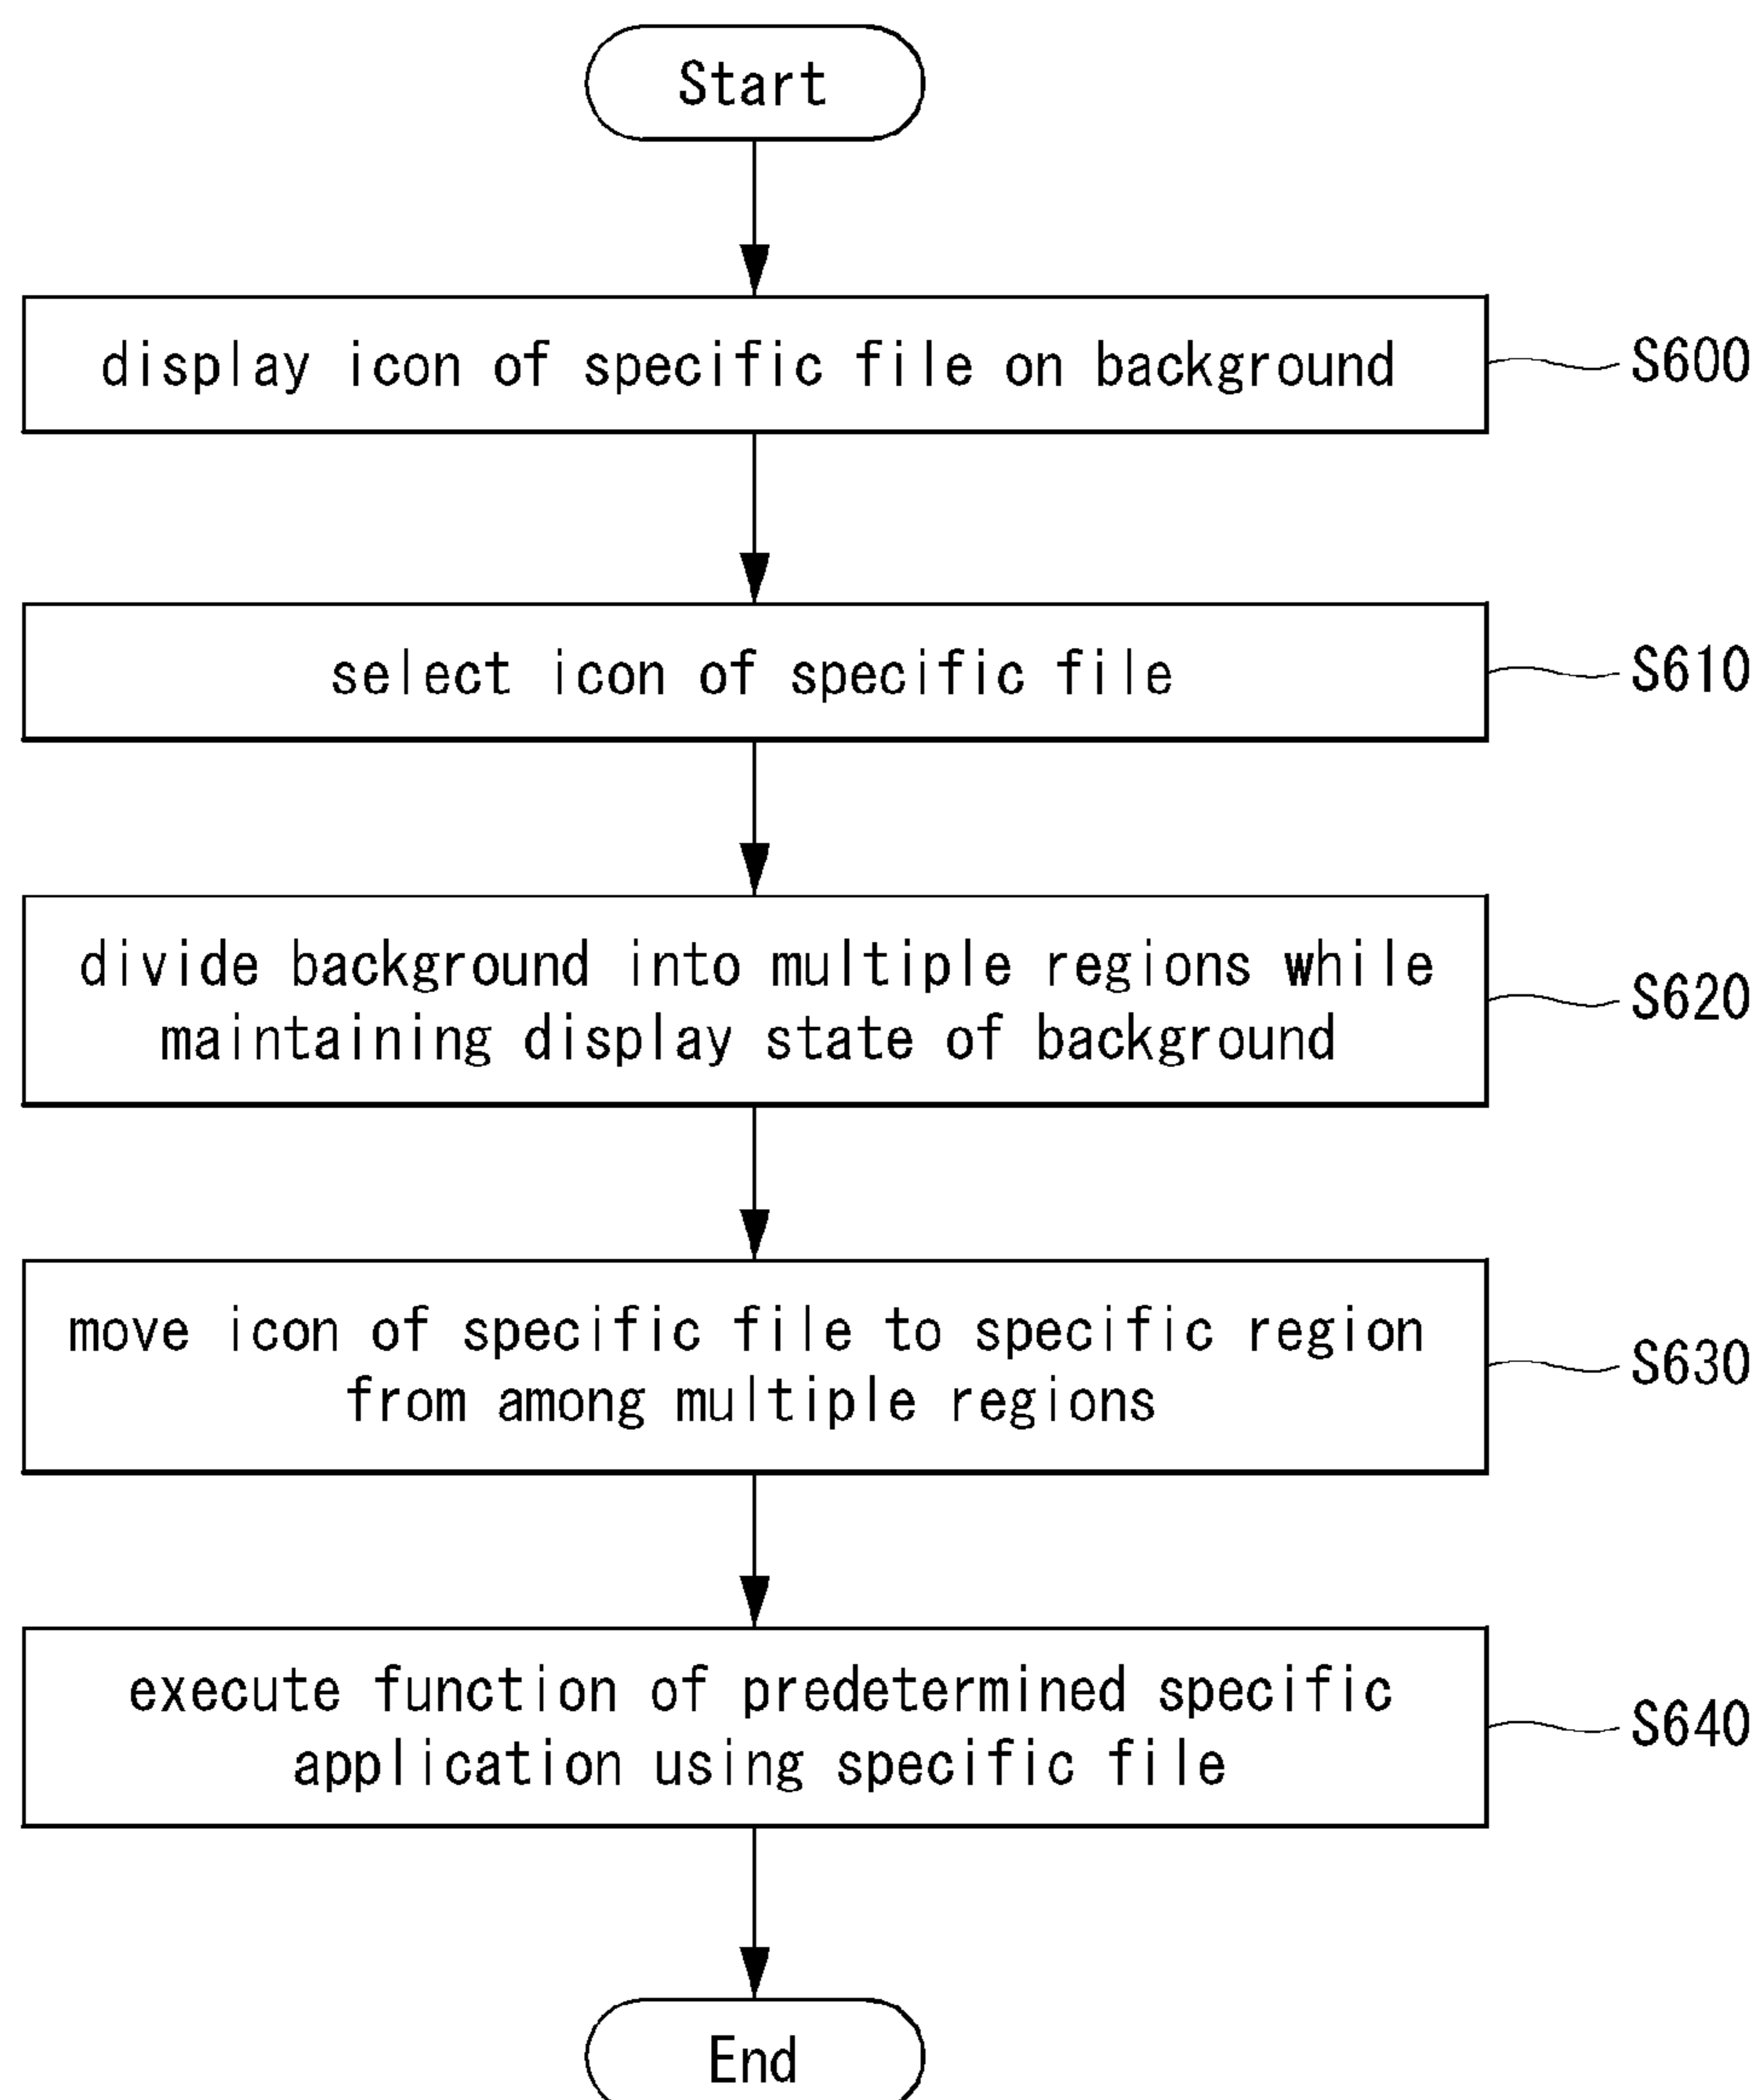 Start
display icon of specific file on background
S600
select icon of specific file
S610
divide background into multiple regions while
maintaining display state of background
S620
move icon of specific file to specific region
from among multiple regions
S630
execute function of predetermined specific
application using specific file
S640
End